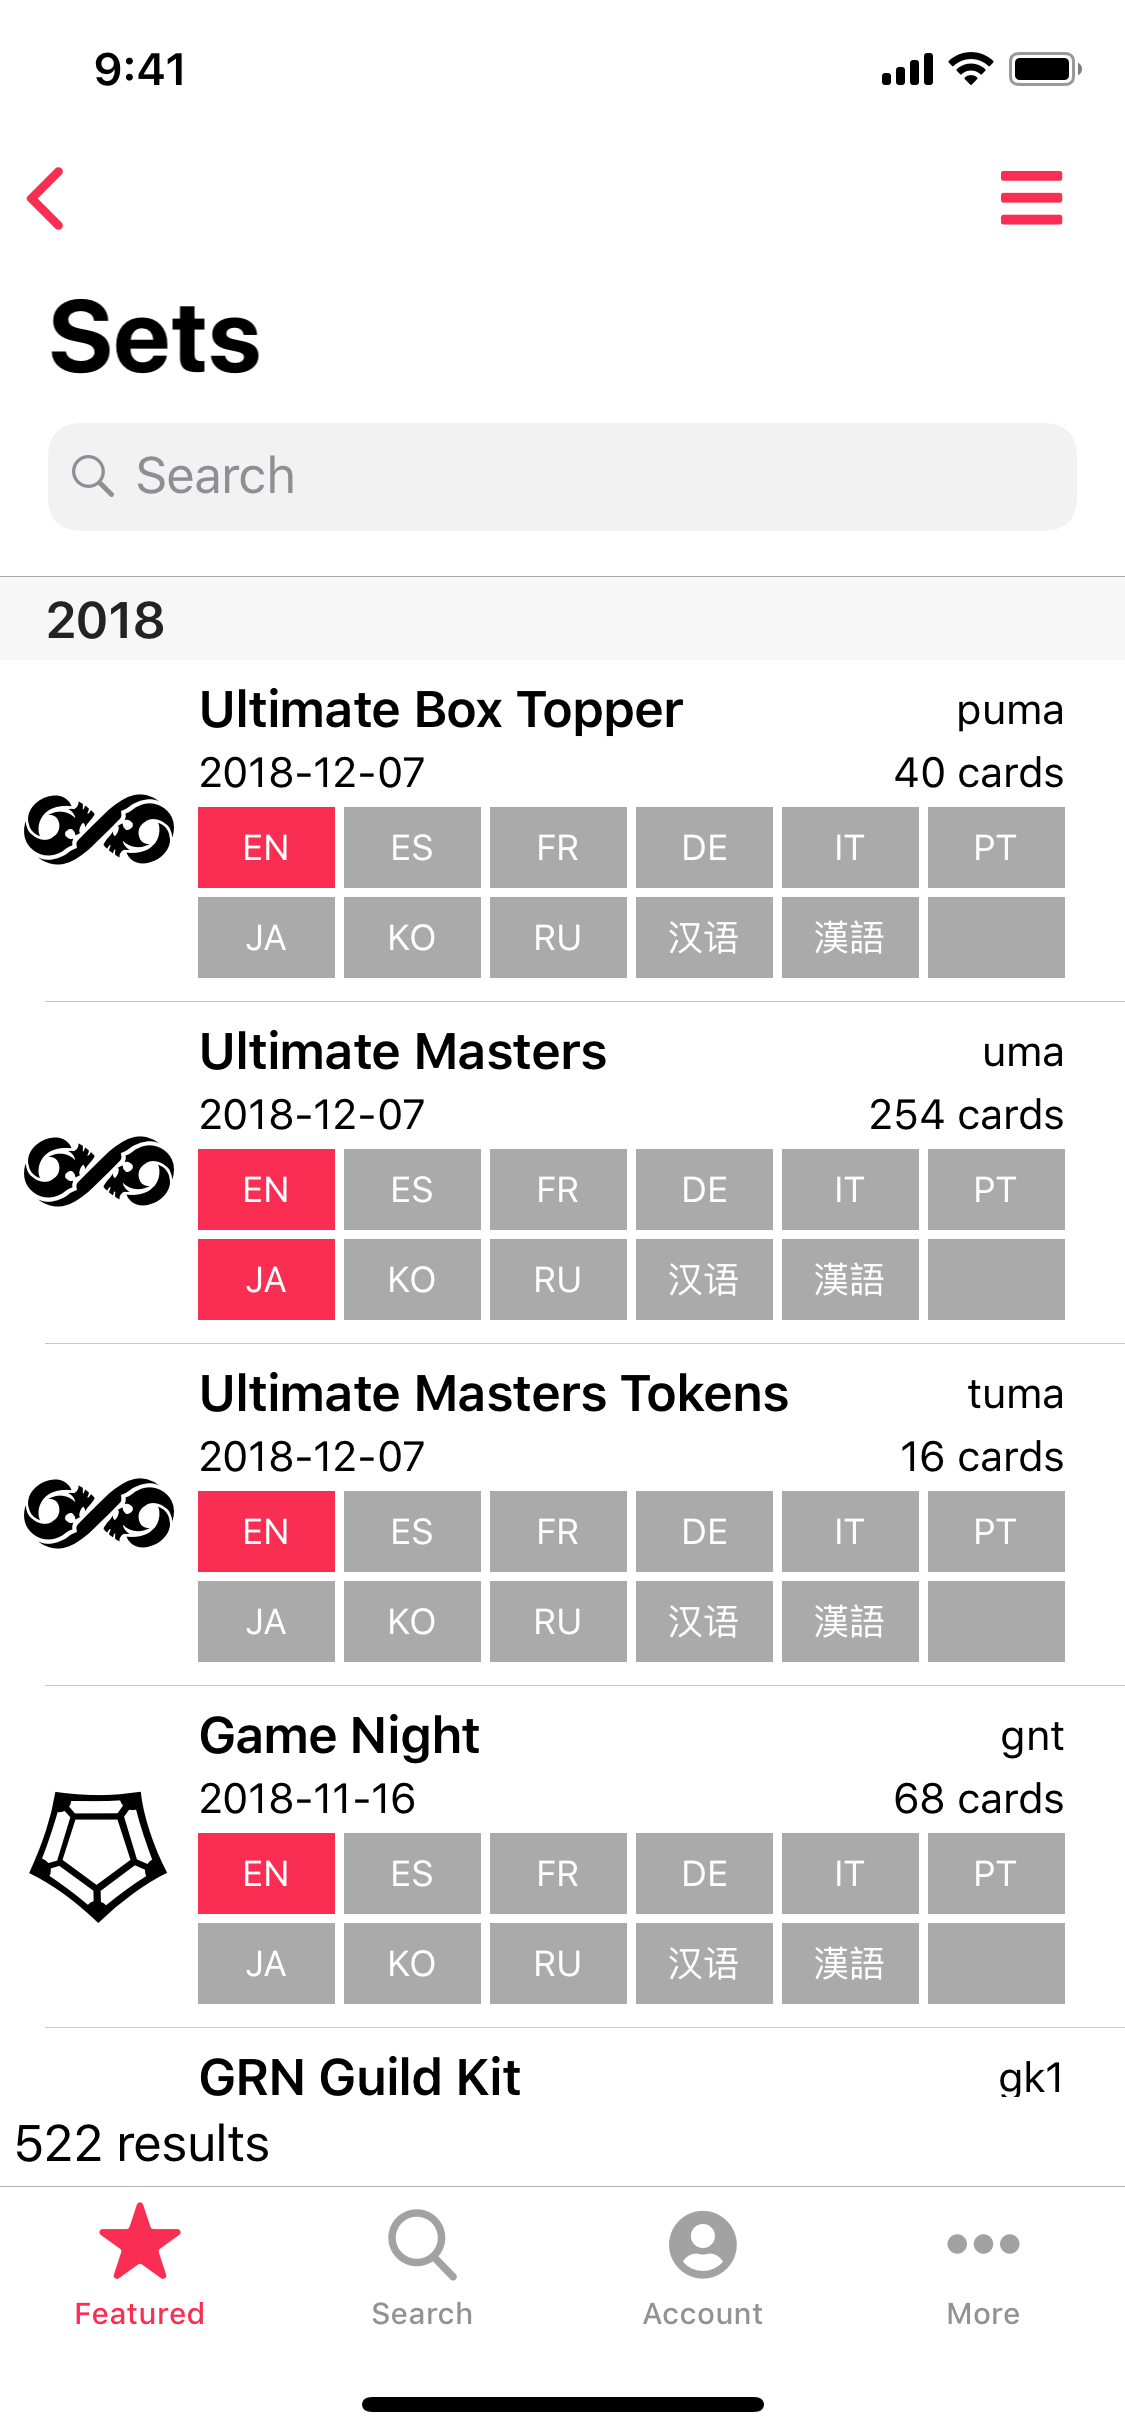 9:41
Sets
Search
2018
Ultimate Box Topper puma
2018-12-07 40 cards
EN ES FR DE IT PT
JA KO RU 汉语 漢語
Ultimate Masters uma
2018-12-07 254 cards
EN ES FR DE IT PT
JA KO RU 汉语 漢語
Ultimate Masters Tokens tuma
2018-12-07 16 cards
EN ES FR DE IT PT
JA KO RU 汉语 漢語
Game Night gnt
2018-11-16 68 cards
EN ES FR DE IT PT
JA KO RU 汉语 漢語
GRN Guild Kit gk1
522 results
Featured Search Account More